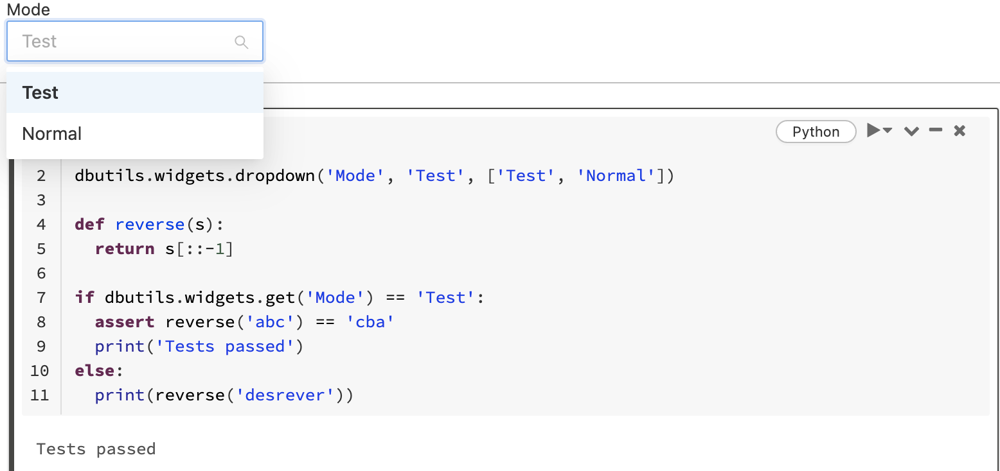 Mode
Test
Test
Normal
Python
2 dbutils.widgets.dropdown('Mode', 'Test', ['Test', 'Normal'])
3
4 def reverse(s):
5   return s[::-1]
6
7 if dbutils.widgets.get('Mode') == 'Test':
8   assert reverse('abc') == 'cba'
9   print('Tests passed')
10 else:
11   print(reverse('desrever'))
Tests passed